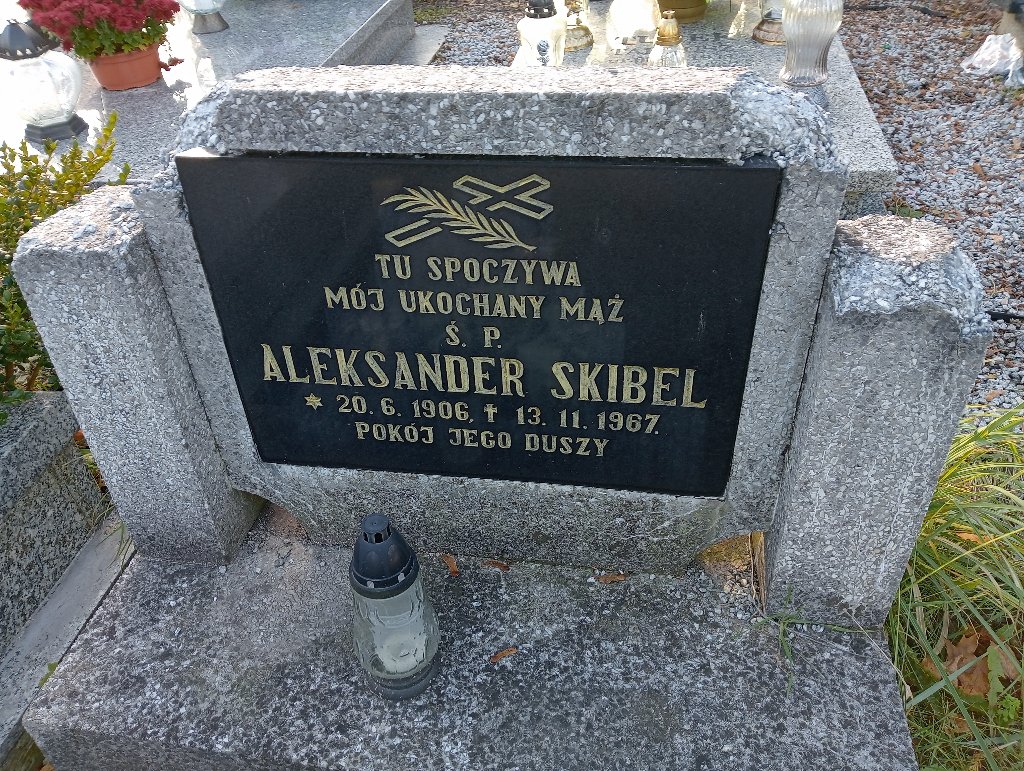 TU SPOCZYWA
MÓJ UKOCHANY MĄŻ
Ś. P.
ALEKSANDER SKIBEL
* 20. 6. 1906, † 13. 11. 1967.
POKÓJ JEGO DUSZY